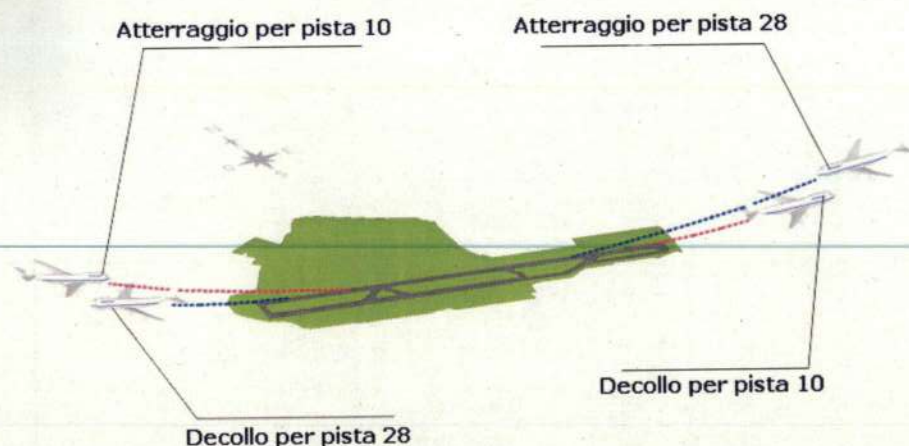 Atterraggio per pista 10
Atterraggio per pista 28
Decollo per pista 10
Decollo per pista 28